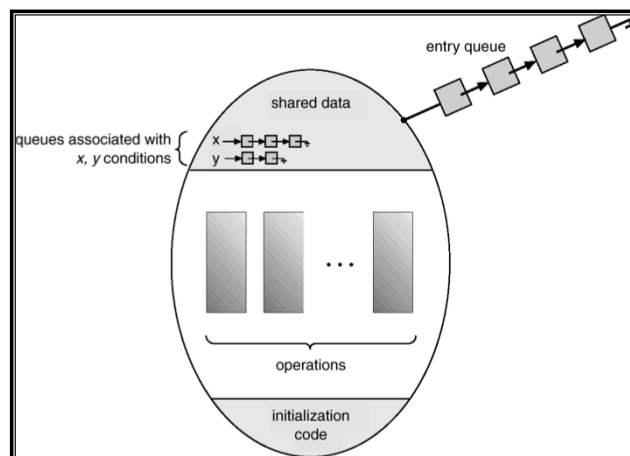 entry queue
shared data
queues associated with
x, y conditions
x
y
...
operations
initialization
code